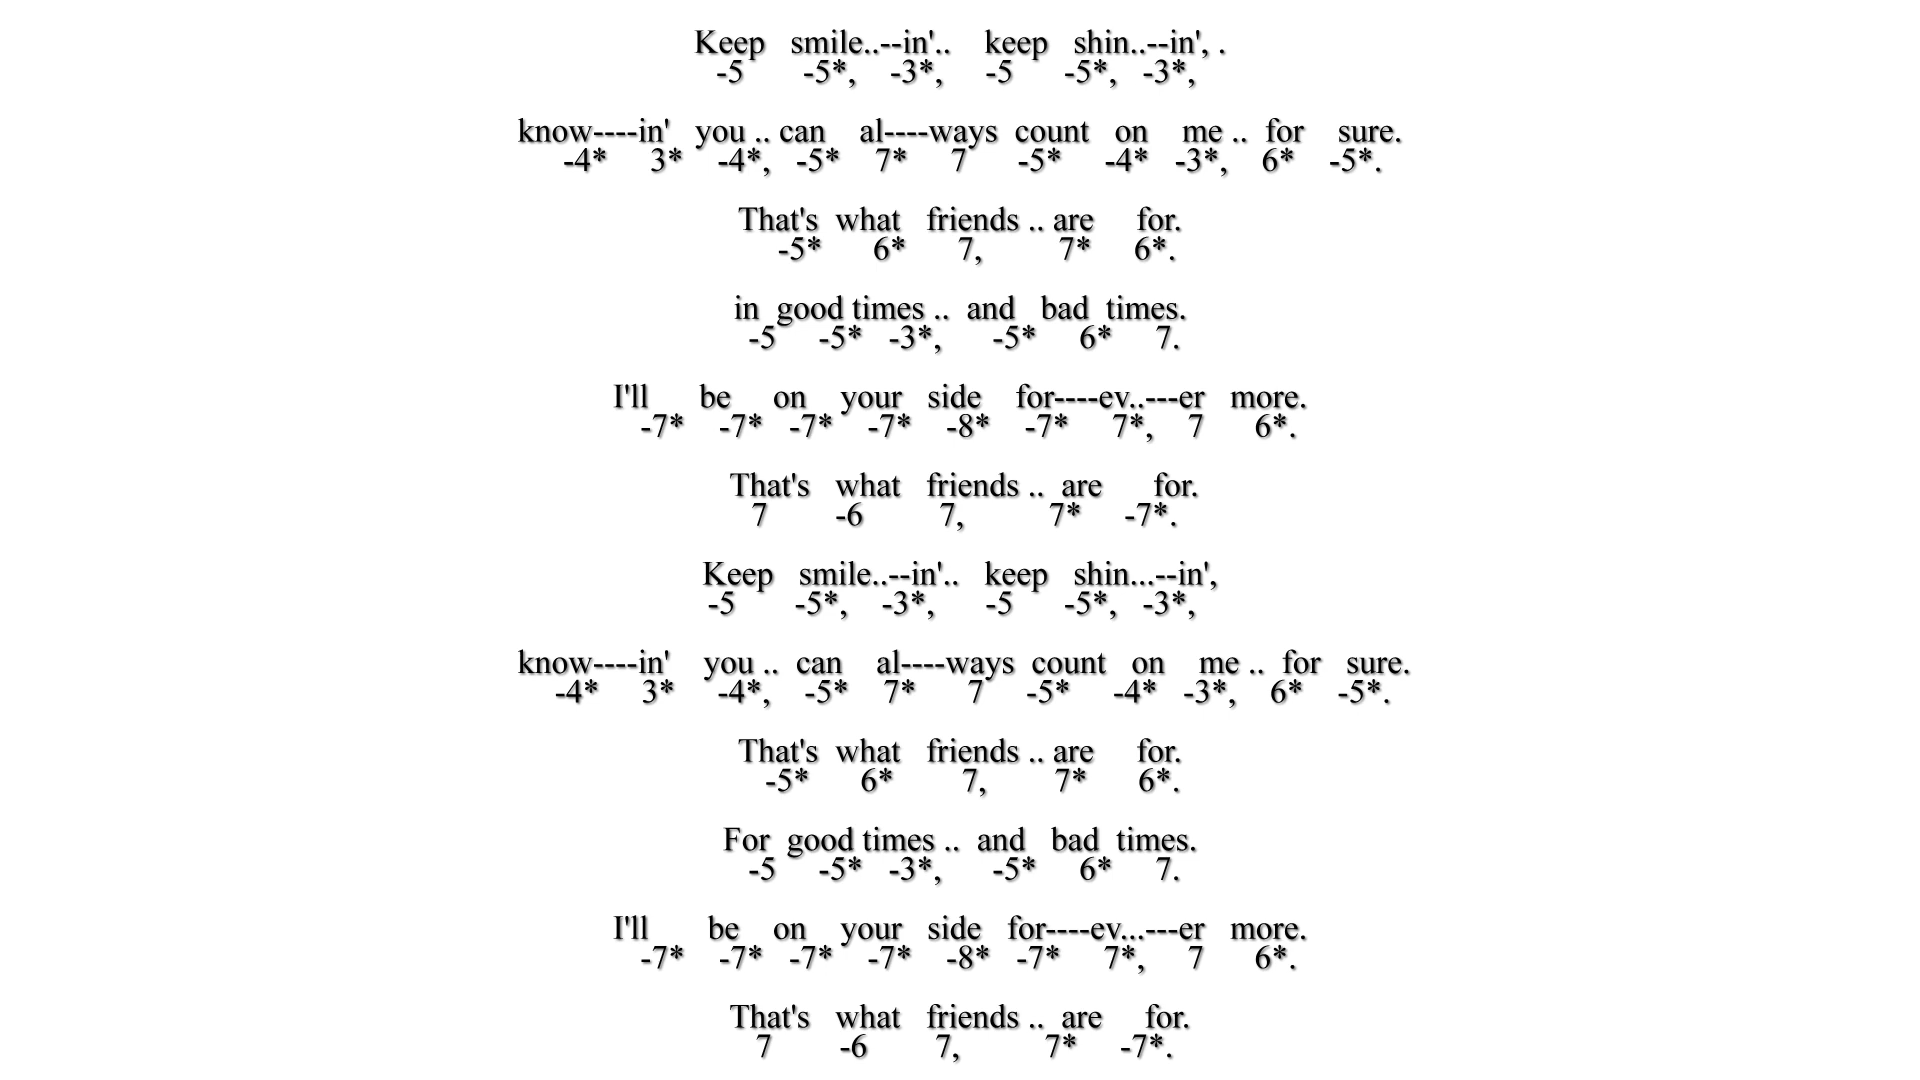 Keep smile..--in'.. keep shin..--in', .
-5 -5*, -3*, -5 -5*, -3*,
know----in' you .. can al----ways count on me .. for sure.
-4* 3* -4*, -5* 7* 7 -5* -4* -3*, 6* -5*.
That's what friends .. are for.
-5* 6* 7, 7* 6*.
in good times .. and bad times.
-5 -5* -3*, -5* 6* 7.
I'll be on your side for----ev..---er more.
-7* -7* -7* -7* -8* -7* 7*, 7 6*.
That's what friends .. are for.
7 -6 7, 7* -7*.
Keep smile..--in'.. keep shin...--in',
-5 -5*, -3*, -5 -5*, -3*,
know----in' you .. can al----ways count on me .. for sure.
-4* 3* -4*, -5* 7* 7 -5* -4* -3*, 6* -5*.
That's what friends .. are for.
-5* 6* 7, 7* 6*.
For good times .. and bad times.
-5 -5* -3*, -5* 6* 7.
I'll be on your side for----ev...---er more.
-7* -7* -7* -7* -8* -7* 7*, 7 6*.
That's what friends .. are for.
7 -6 7, 7* -7*.